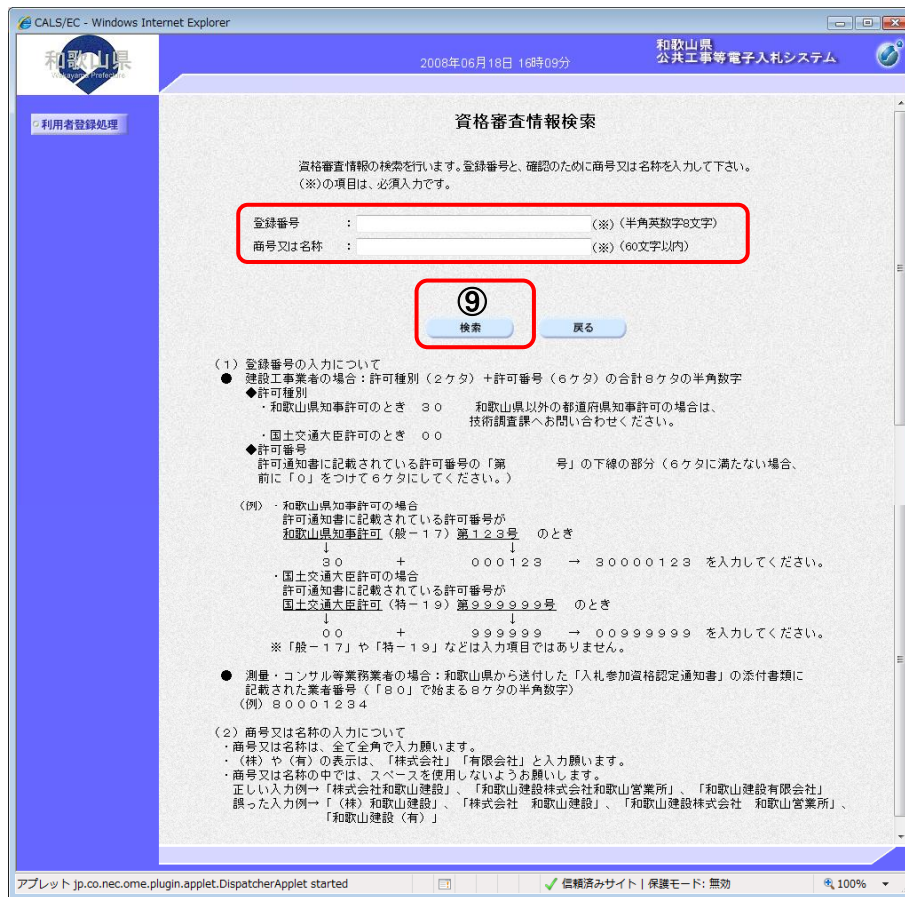 CALS/EC - Windows Internet Explorer
和歌山県
Wakayama Prefecture
2008年06月18日 16時09分
和歌山県
公共工事等電子入札システム
利用者登録処理
資格審査情報検索
資格審査情報の検索を行います。登録番号と、確認のために商号又は名称を入力して下さい。
(※)の項目は、必須入力です。
登録番号 : (※) (半角英数字8文字)
商号又は名称 : (※) (60文字以内)
⑨
検索 戻る
(1) 登録番号の入力について
● 建設工事業者の場合:許可種別(2ケタ)+許可番号(6ケタ)の合計8ケタの半角数字
◆許可種別
・和歌山県知事許可のとき 30 和歌山県以外の都道府県知事許可の場合は、
技術調査課へお問い合わせください。
・国土交通大臣許可のとき 00
◆許可番号
許可通知書に記載されている許可番号の「第 号」の下線の部分(6ケタに満たない場合、
前に「0」をつけて6ケタにしてください。)
(例) ・和歌山県知事許可の場合
許可通知書に記載されている許可番号が
和歌山県知事許可(般-17)第123号 のとき
↓ ↓
30 + 000123 → 30000123 を入力してください。
・国土交通大臣許可の場合
許可通知書に記載されている許可番号が
国土交通大臣許可(特-19)第999999号 のとき
↓ ↓
00 + 999999 → 00999999 を入力してください。
※「般-17」や「特-19」などは入力項目ではありません。
● 測量・コンサル等業務業者の場合:和歌山県から送付した「入札参加資格認定通知書」の添付書類に
記載された業者番号(「80」で始まる8ケタの半角数字)
(例) 80001234
(2) 商号又は名称の入力について
・商号又は名称は、全て全角で入力願います。
・(株)や(有)の表示は、「株式会社」「有限会社」と入力願います。
・商号又は名称の中では、スペースを使用しないようお願いします。
正しい入力例→「株式会社和歌山建設」、「和歌山建設株式会社和歌山営業所」、「和歌山建設有限会社」
誤った入力例→「(株)和歌山建設」、「株式会社 和歌山建設」、「和歌山建設株式会社 和歌山営業所」、
「和歌山建設(有)」
アプレット jp.co.nec.ome.plugin.applet.DispatcherApplet started
信頼済みサイト | 保護モード: 無効
100%